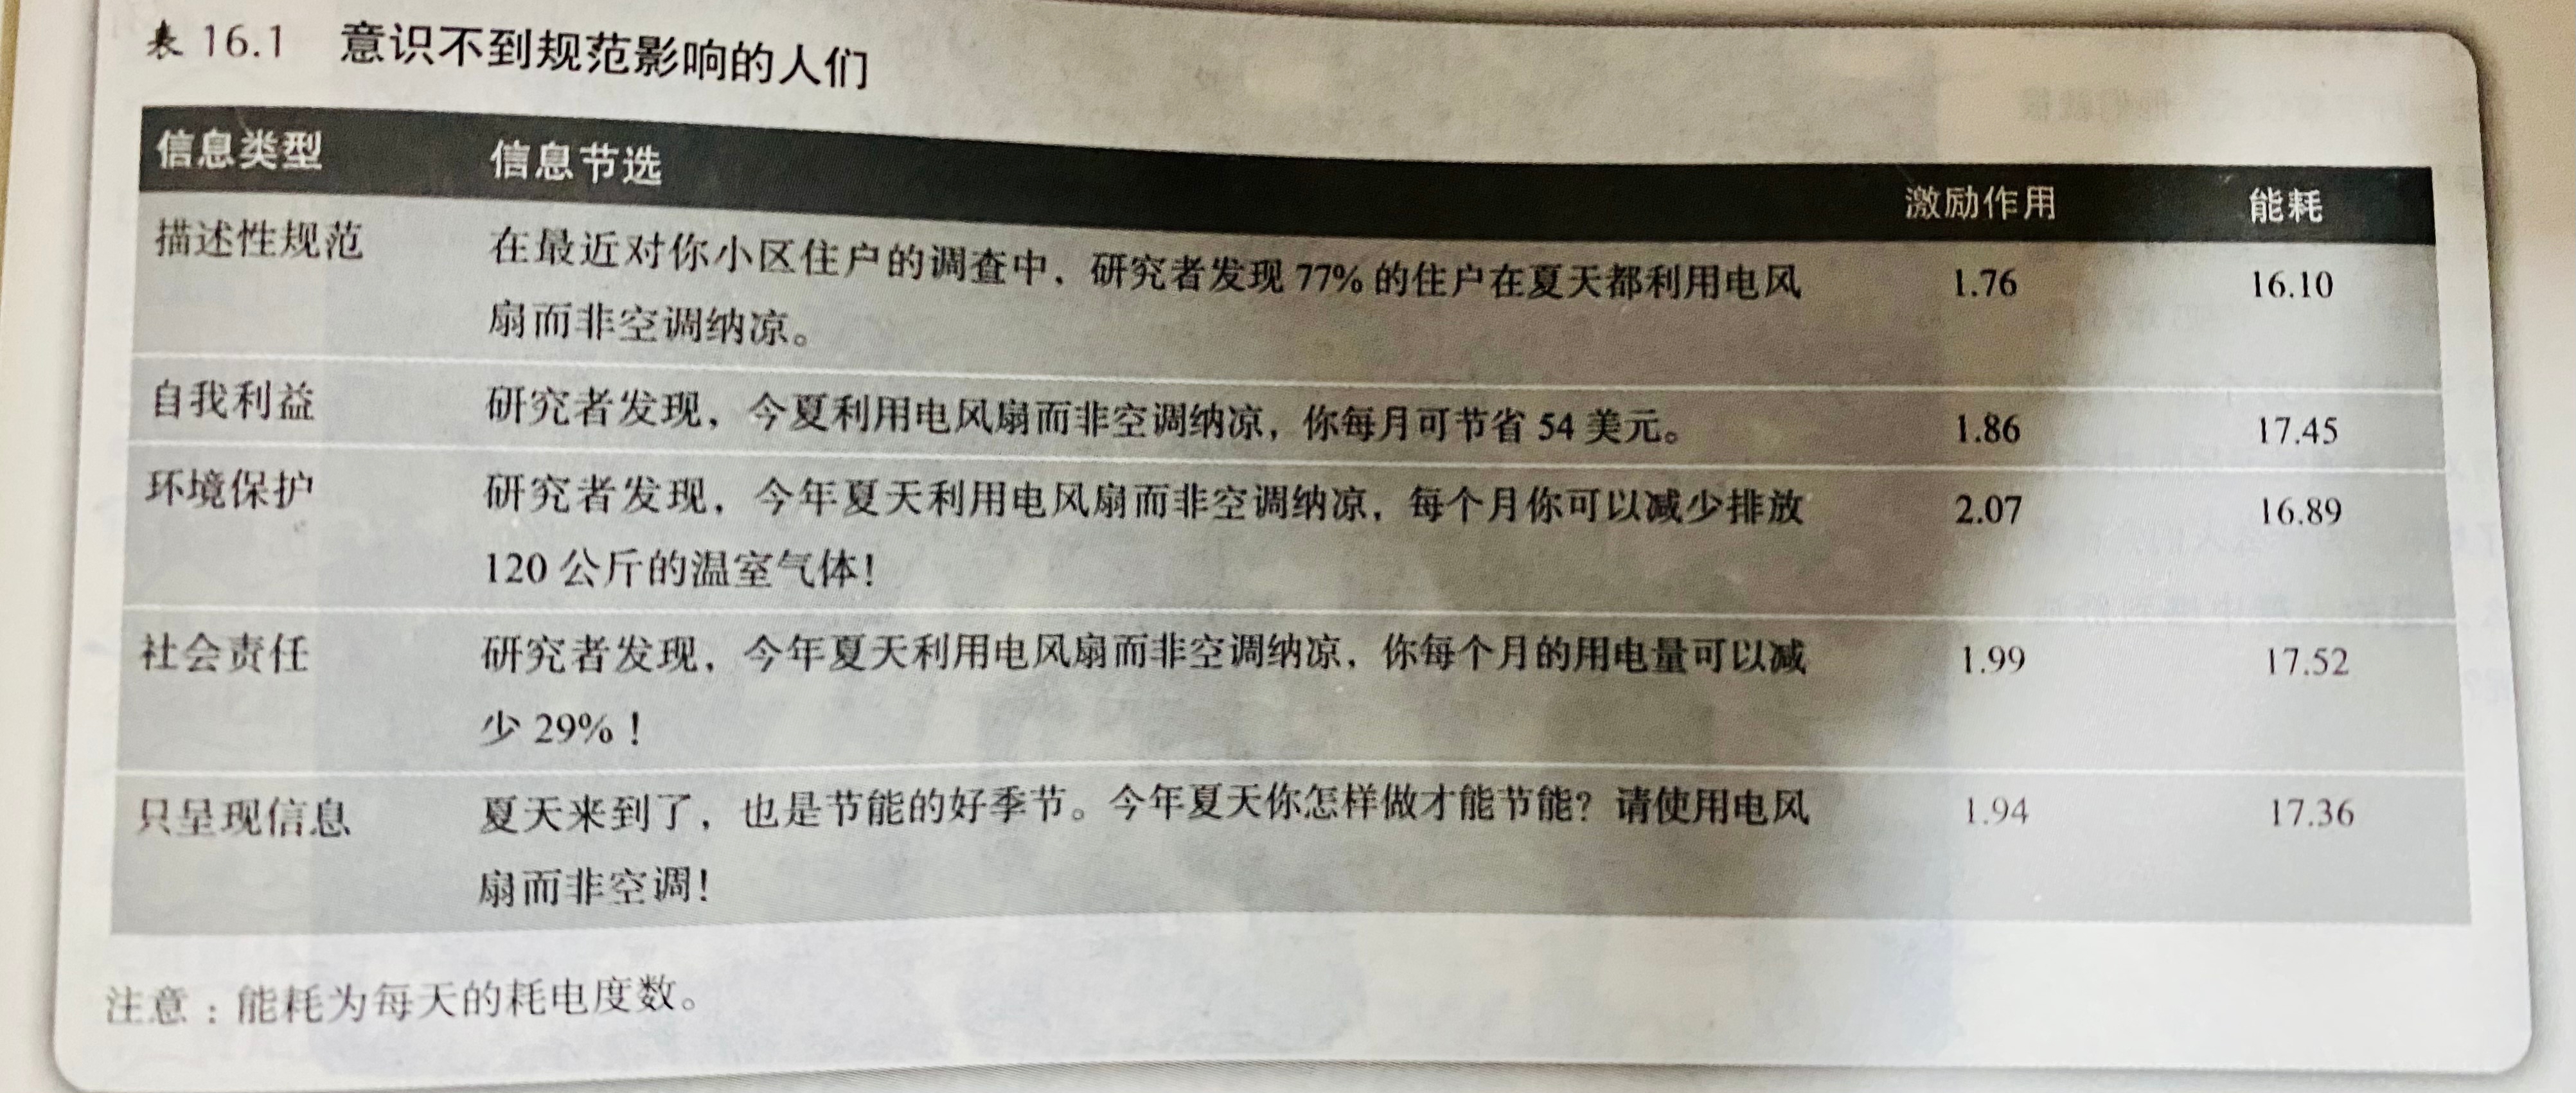 表 16.1 意识不到规范影响的人们
信息类型 信息节选 激励作用 能耗
描述性规范 在最近对你小区住户的调查中，研究者发现 77% 的住户在夏天都利用电风 1.76 16.10
扇而非空调纳凉。
自我利益 研究者发现，今夏利用电风扇而非空调纳凉，你每月可节省 54 美元。 1.86 17.45
环境保护 研究者发现，今年夏天利用电风扇而非空调纳凉，每个月你可以减少排放 2.07 16.89
120 公斤的温室气体！
社会责任 研究者发现，今年夏天利用电风扇而非空调纳凉，你每个月的用电量可以减 1.99 17.52
少 29%！
只呈现信息 夏天来到了，也是节能的好季节。今年夏天你怎样做才能节能？请使用电风 1.94 17.36
扇而非空调！
注意：能耗为每天的耗电度数。